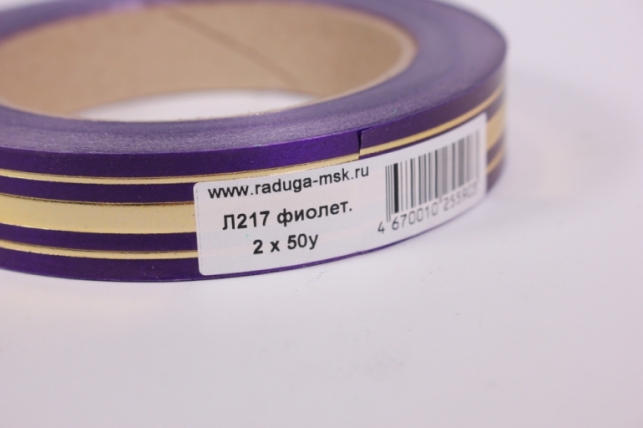 www.raduga-msk.ru
Л217 фиолет.
2 x 50y